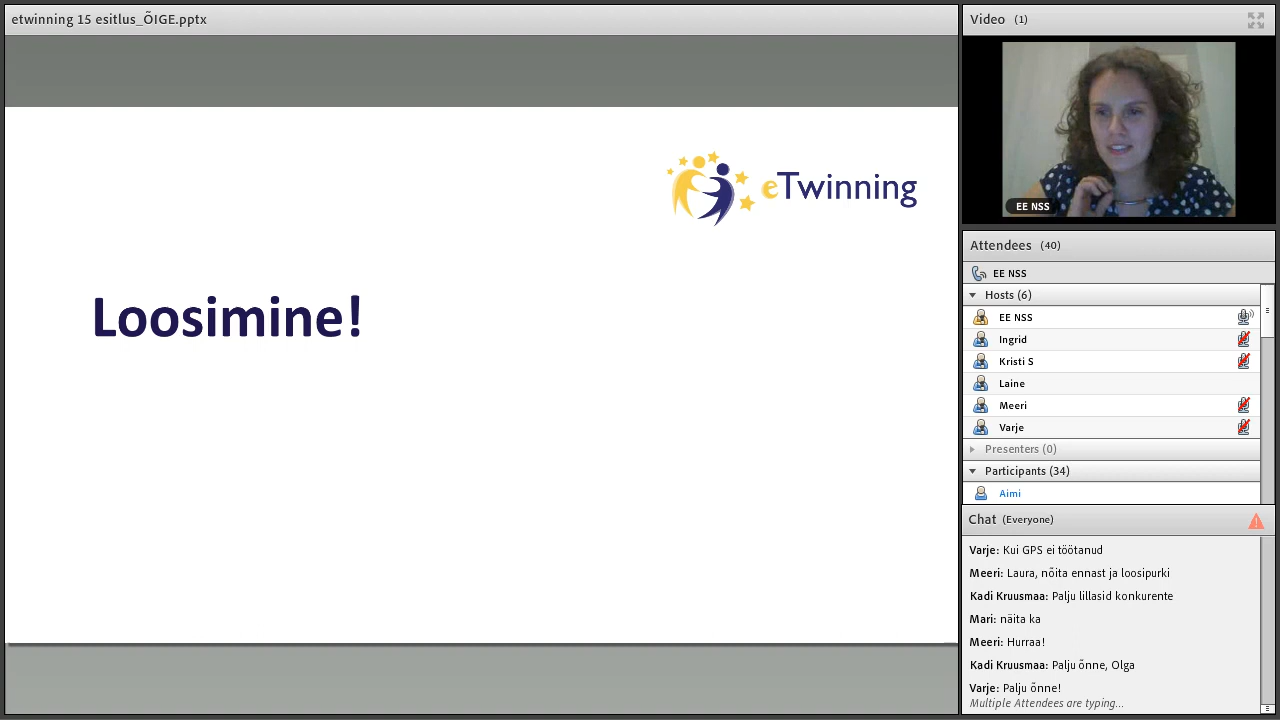 etwinning 15 esitlus_ÕIGE.pptx
eTwinning
Loosimine!
Video (1)
EE NSS
Attendees (40)
EE NSS
Hosts (6)
EE NSS
Ingrid
Kristi S
Laine
Meeri
Varje
Presenters (0)
Participants (34)
Aimi
Chat (Everyone)
Varje: Kui GPS ei töötanud
Meeri: Laura, nõita ennast ja loosipurki
Kadi Kruusmaa: Palju lillasid konkurente
Mari: näita ka
Meeri: Hurraa!
Kadi Kruusmaa: Palju õnne, Olga
Varje: Palju õnne!
Multiple Attendees are typing...